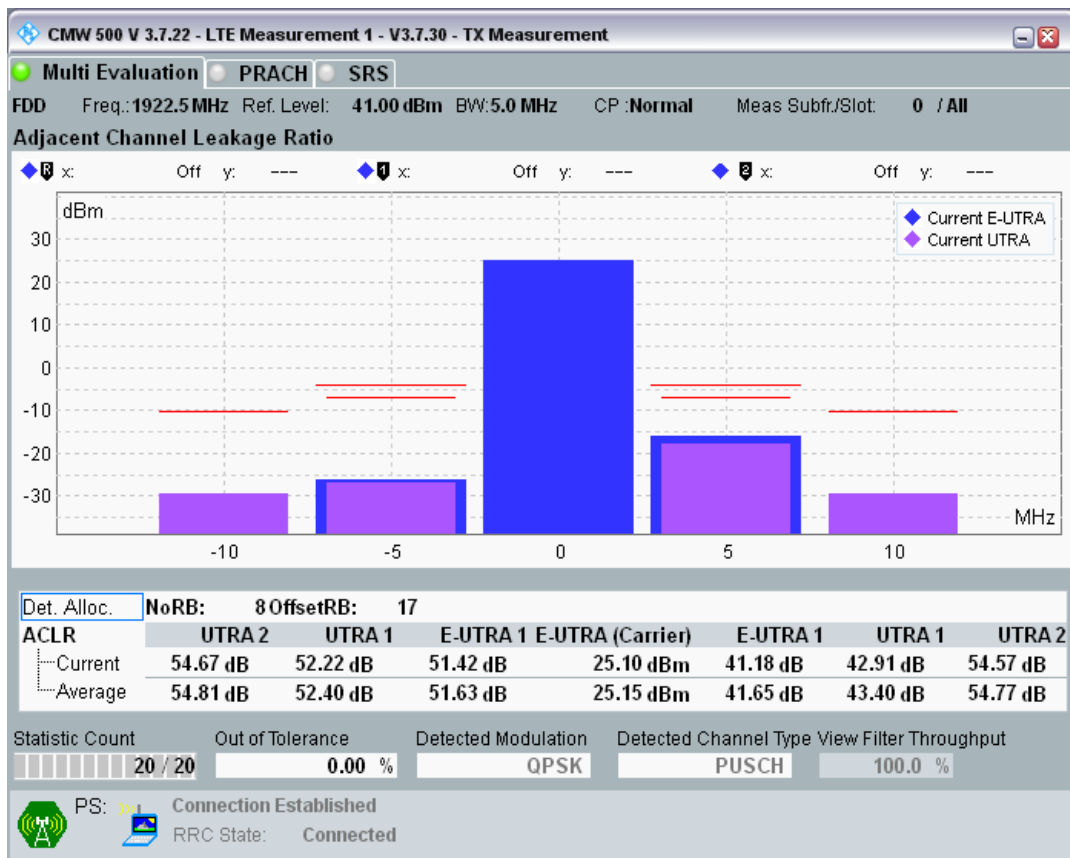 CMW 500 V 3.7.22 - LTE Measurement 1 - V3.7.30 - TX Measurement
Multi Evaluation PRACH SRS
FDD Freq.: 1922.5 MHz Ref. Level: 41.00 dBm BW: 5.0 MHz CP : Normal Meas Subfr./Slot: 0 / All
Adjacent Channel Leakage Ratio
R x: Off y: --- 1 x: Off y: --- 2 x: Off y: ---
dBm
Current E-UTRA
Current UTRA
30
20
10
0
-10
-20
-30
MHz
-10 -5 0 5 10
Det. Alloc. NoRB: 8 OffsetRB: 17
ACLR UTRA 2 UTRA 1 E-UTRA 1 E-UTRA (Carrier) E-UTRA 1 UTRA 1 UTRA 2
Current 54.67 dB 52.22 dB 51.42 dB 25.10 dBm 41.18 dB 42.91 dB 54.57 dB
Average 54.81 dB 52.40 dB 51.63 dB 25.15 dBm 41.65 dB 43.40 dB 54.77 dB
Statistic Count Out of Tolerance Detected Modulation Detected Channel Type View Filter Throughput
20 / 20 0.00 % QPSK PUSCH 100.0 %
PS: Connection Established
RRC State: Connected